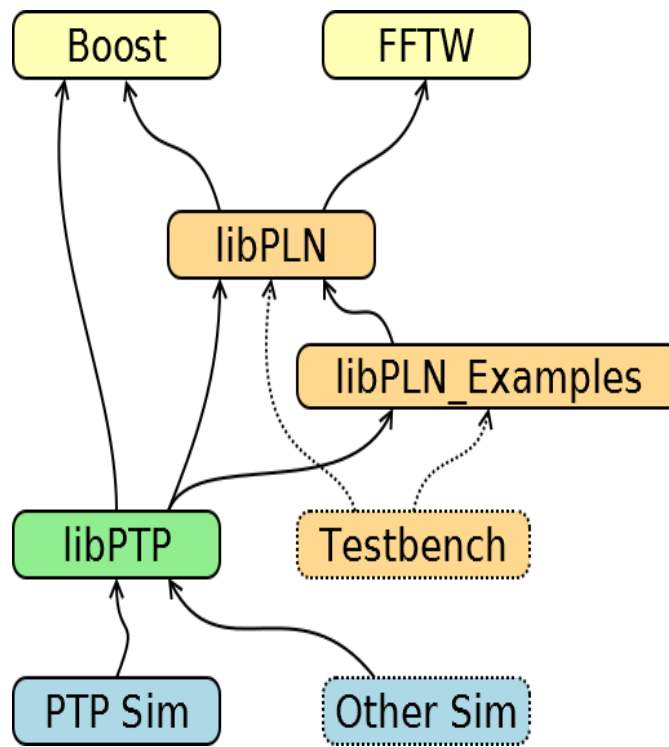 Boost
FFTW
libPLN
libPLN_Examples
libPTP
Testbench
PTP Sim
Other Sim